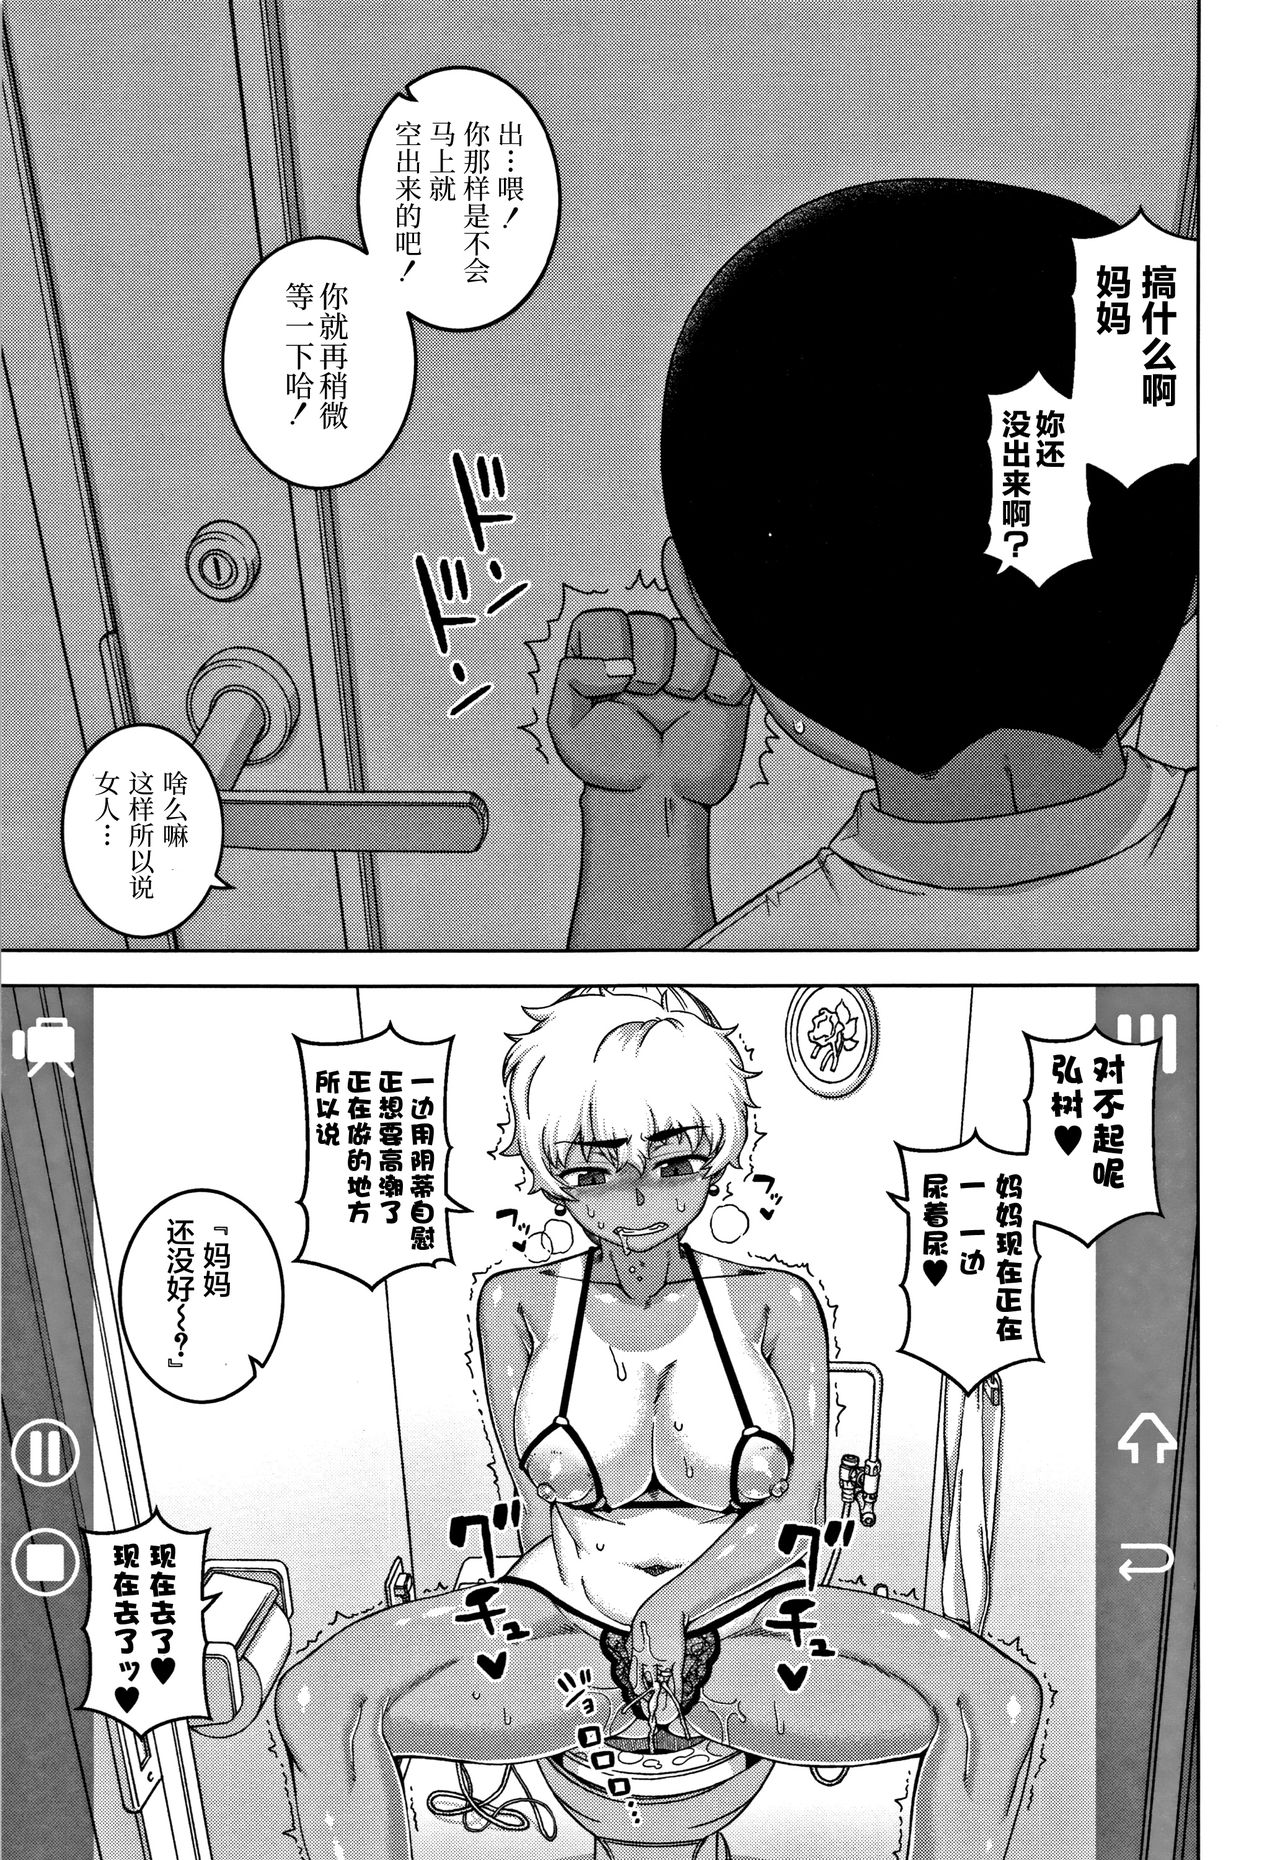 搞什么啊
妈妈
妳还
没出来啊？
出…喂！
你那样是不会
马上就
空出来的吧！
你就再稍微
等一下哈！
ドンドン
啥么嘛
这样所以说
女人…
对不起呢
弘树♥
妈妈现在正在
一 一边
尿着尿♥
一边用阴蒂自慰
正想要高潮了
正在做的地方
所以说
『妈妈
还没好～？』
グチュ♥
グチュ♥
ジョロロロ…
现在去了♥
现在去了ッ♥